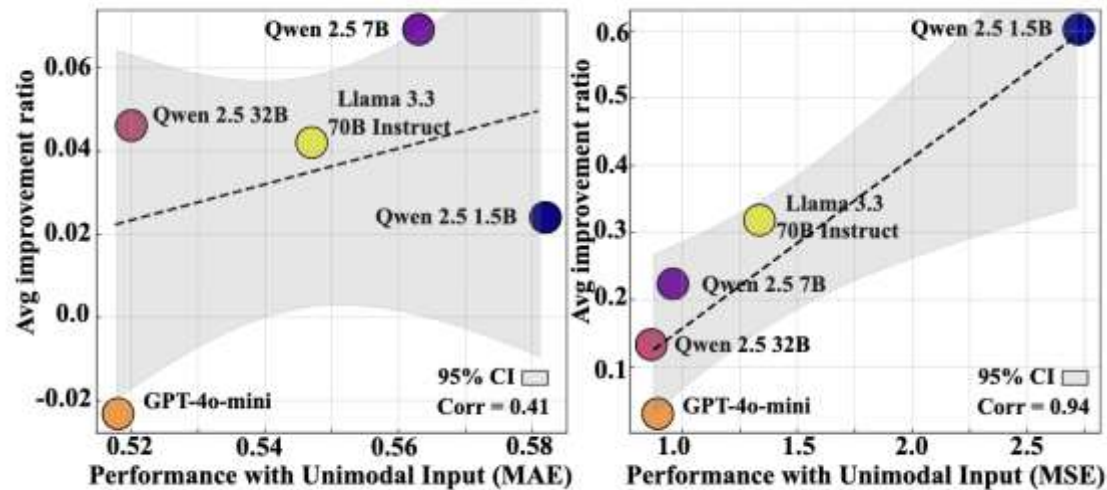 Avg improvement ratio
0.06
0.04
0.02
0.0
-0.02
Qwen 2.5 7B
Qwen 2.5 32B
Llama 3.3
70B Instruct
Qwen 2.5 1.5B
GPT-4o-mini
95% CI
Corr = 0.41
0.52 0.54 0.56 0.58
Performance with Unimodal Input (MAE)
Avg improvement ratio
0.6
0.5
0.4
0.3
0.2
0.1
Qwen 2.5 1.5B
Llama 3.3
70B Instruct
Qwen 2.5 7B
Qwen 2.5 32B
GPT-4o-mini
95% CI
Corr = 0.94
1.0 1.5 2.0 2.5
Performance with Unimodal Input (MSE)